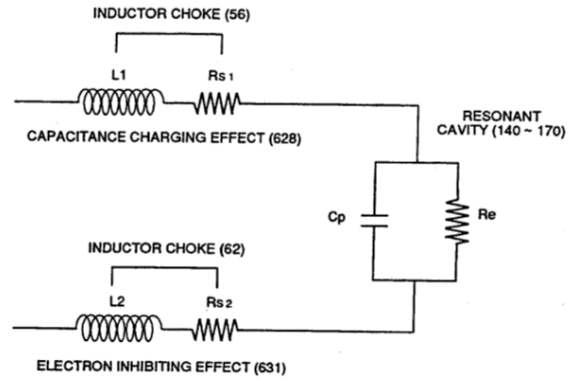 INDUCTOR CHOKE (56)
L1
Rs1
CAPACITANCE CHARGING EFFECT (628)
RESONANT
CAVITY (140 ~ 170)
Cp
Re
INDUCTOR CHOKE (62)
L2
Rs2
ELECTRON INHIBITING EFFECT (631)